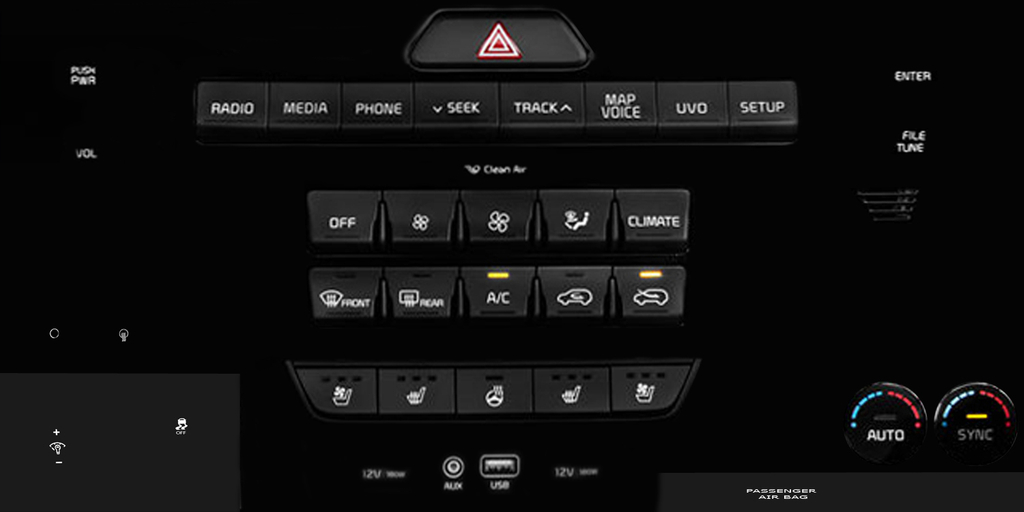 PUSH
PWR
ENTER
RADIO
MEDIA
PHONE
SEEK
TRACK
MAP
VOICE
UVO
SETUP
VOL
FILE
TUNE
Clean Air
OFF
CLIMATE
FRONT
REAR
A/C
OFF
AUTO
SYNC
12V 180W
AUX
USB
12V 180W
PASSENGER
AIR BAG